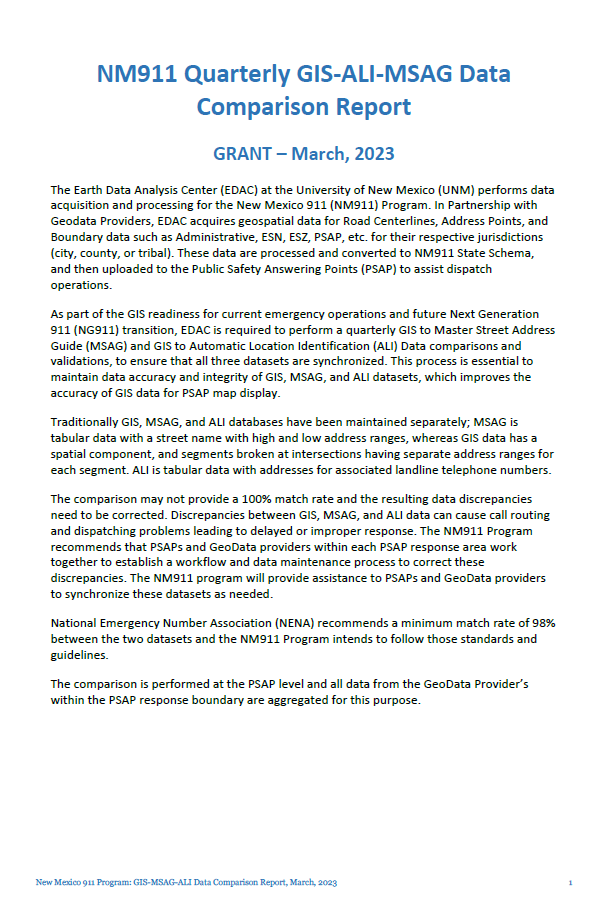 NM911 Quarterly GIS-ALI-MSAG Data
Comparison Report
GRANT – March, 2023
The Earth Data Analysis Center (EDAC) at the University of New Mexico (UNM) performs data
acquisition and processing for the New Mexico 911 (NM911) Program. In Partnership with
Geodata Providers, EDAC acquires geospatial data for Road Centerlines, Address Points, and
Boundary data such as Administrative, ESN, ESZ, PSAP, etc. for their respective jurisdictions
(city, county, or tribal). These data are processed and converted to NM911 State Schema,
and then uploaded to the Public Safety Answering Points (PSAP) to assist dispatch
operations.
As part of the GIS readiness for current emergency operations and future Next Generation
911 (NG911) transition, EDAC is required to perform a quarterly GIS to Master Street Address
Guide (MSAG) and GIS to Automatic Location Identification (ALI) Data comparisons and
validations, to ensure that all three datasets are synchronized. This process is essential to
maintain data accuracy and integrity of GIS, MSAG, and ALI datasets, which improves the
accuracy of GIS data for PSAP map display.
Traditionally GIS, MSAG, and ALI databases have been maintained separately; MSAG is
tabular data with a street name with high and low address ranges, whereas GIS data has a
spatial component, and segments broken at intersections having separate address ranges for
each segment. ALI is tabular data with addresses for associated landline telephone numbers.
The comparison may not provide a 100% match rate and the resulting data discrepancies
need to be corrected. Discrepancies between GIS, MSAG, and ALI data can cause call routing
and dispatching problems leading to delayed or improper response. The NM911 Program
recommends that PSAPs and GeoData providers within each PSAP response area work
together to establish a workflow and data maintenance process to correct these
discrepancies. The NM911 program will provide assistance to PSAPs and GeoData providers
to synchronize these datasets as needed.
National Emergency Number Association (NENA) recommends a minimum match rate of 98%
between the two datasets and the NM911 Program intends to follow those standards and
guidelines.
The comparison is performed at the PSAP level and all data from the GeoData Provider's
within the PSAP response boundary are aggregated for this purpose.
New Mexico 911 Program: GIS-MSAG-ALI Data Comparison Report, March, 2023 1